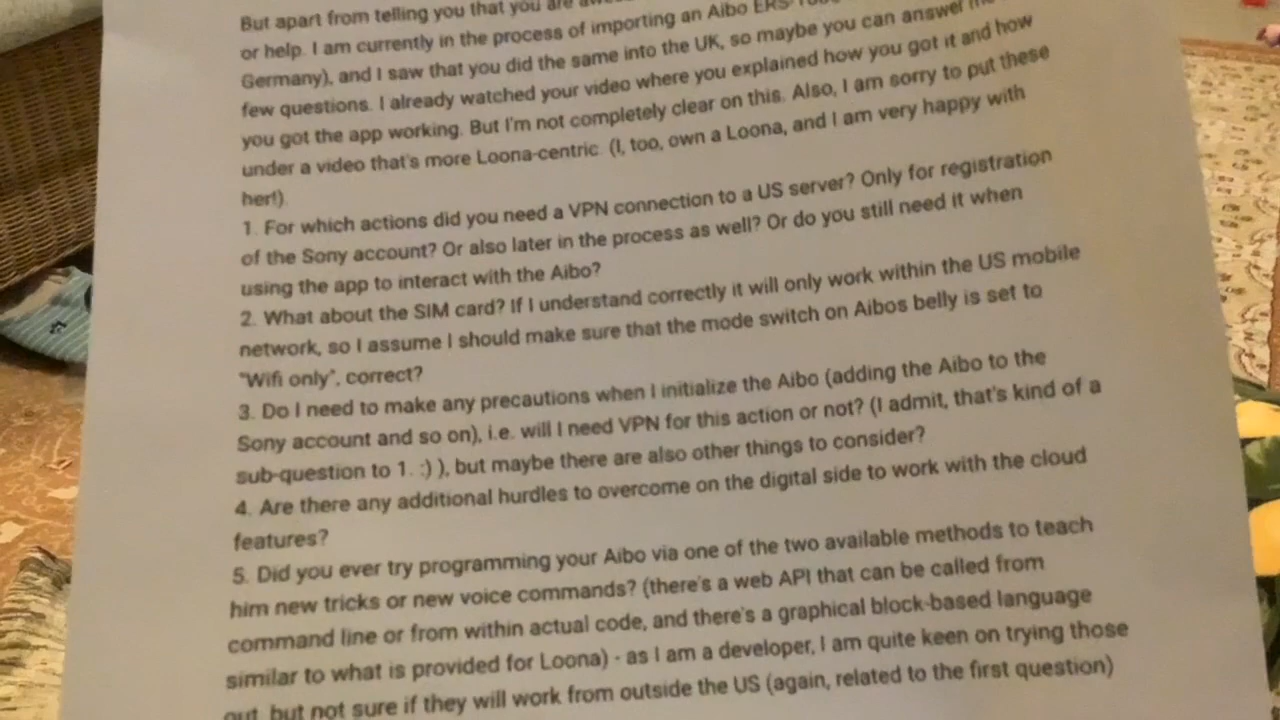 But apart from telling you that you are
or help. I am currently in the process of importing an Aibo ERS-
Germany), and I saw that you did the same into the UK, so maybe you can answer
few questions. I already watched your video where you explained how you got it and how
you got the app working. But I'm not completely clear on this. Also, I am sorry to put these
under a video that's more Loona-centric. (I, too, own a Loona, and I am very happy with
her!).
1. For which actions did you need a VPN connection to a US server? Only for registration
of the Sony account? Or also later in the process as well? Or do you still need it when
using the app to interact with the Aibo?
2. What about the SIM card? If I understand correctly it will only work within the US mobile
network, so I assume I should make sure that the mode switch on Aibos belly is set to
"Wifi only", correct?
3. Do I need to make any precautions when I initialize the Aibo (adding the Aibo to the
Sony account and so on), i.e. will I need VPN for this action or not? (I admit, that's kind of a
sub-question to 1. :) ), but maybe there are also other things to consider?
4. Are there any additional hurdles to overcome on the digital side to work with the cloud
features?
5. Did you ever try programming your Aibo via one of the two available methods to teach
him new tricks or new voice commands? (there's a web API that can be called from
command line or from within actual code, and there's a graphical block-based language
similar to what is provided for Loona) - as I am a developer, I am quite keen on trying those
out, but not sure if they will work from outside the US (again, related to the first question)